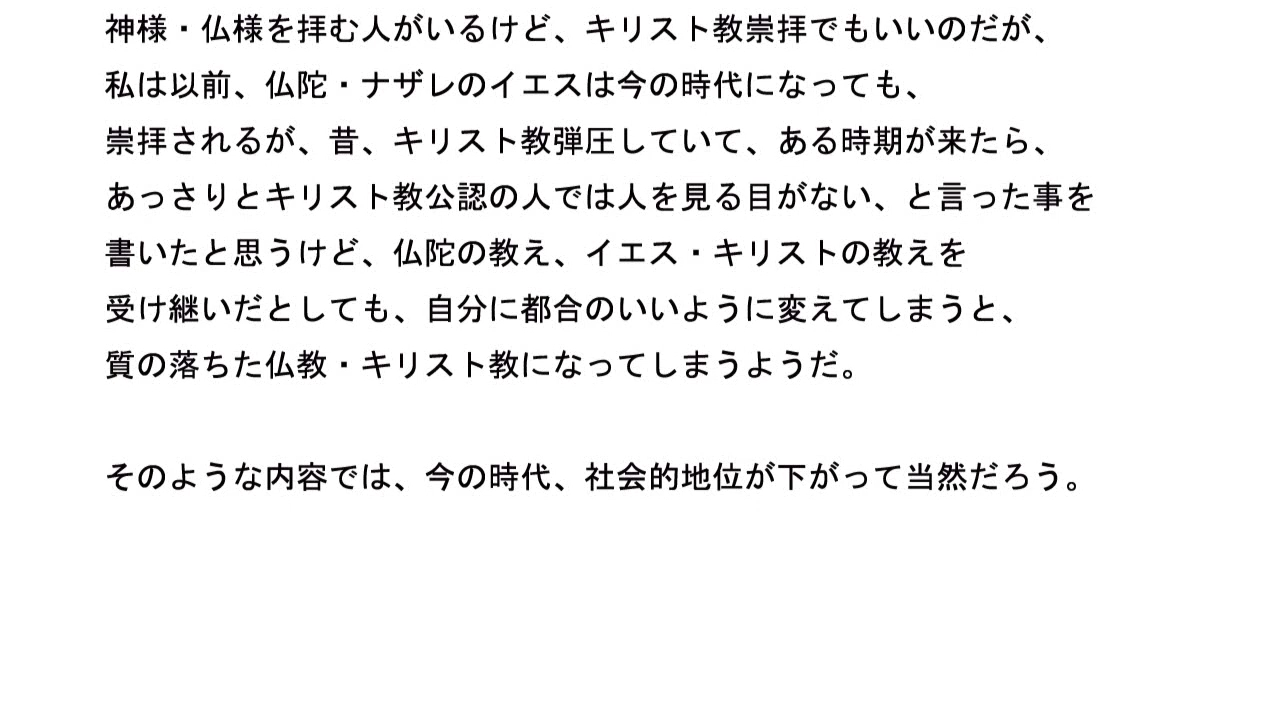 神様・仏様を拝む人がいるけど、キリスト教崇拝でもいいのだが、
私は以前、仏陀・ナザレのイエスは今の時代になっても、
崇拝されるが、昔、キリスト教弾圧していて、ある時期が来たら、
あっさりとキリスト教公認の人では人を見る目がない、と言った事を
書いたと思うけど、仏陀の教え、イエス・キリストの教えを
受け継いだとしても、自分に都合のいいように変えてしまうと、
質の落ちた仏教・キリスト教になってしまうようだ。
そのような内容では、今の時代、社会的地位が下がって当然だろう。